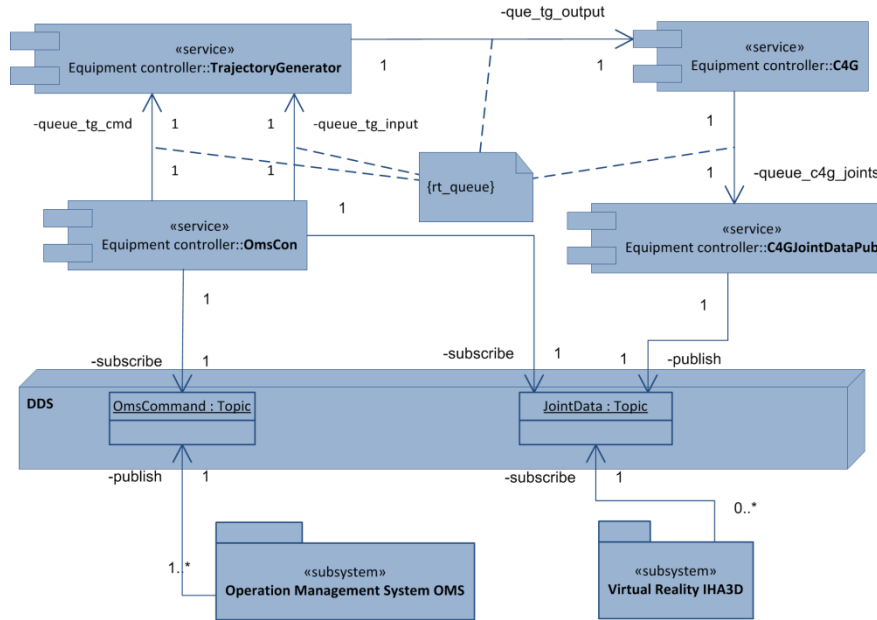 -que_tg_output
«service»
Equipment controller::TrajectoryGenerator
1
1
«service»
Equipment controller::C4G
-queue_tg_cmd
1
1
-queue_tg_input
1
1
1
{rt_queue}
1
-queue_c4g_joints
«service»
Equipment controller::OmsCon
1
«service»
Equipment controller::C4GJointDataPub
1
1
-subscribe
1
-subscribe
1
1
-publish
DDS
OmsCommand : Topic
JointData : Topic
-publish
1
-subscribe
1
0..*
1..*
«subsystem»
Operation Management System OMS
«subsystem»
Virtual Reality IHA3D